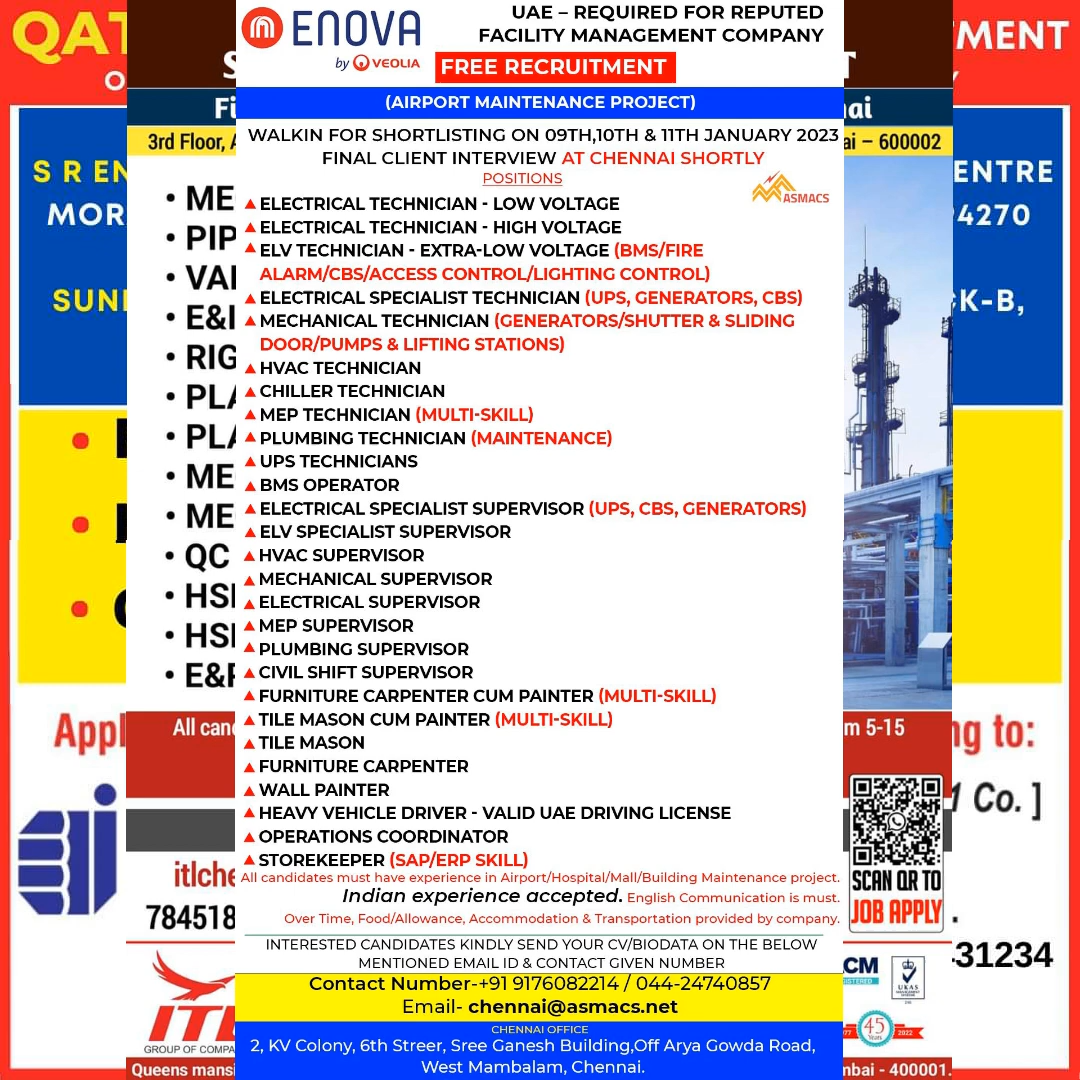 ENOVA
by VEOLIA
UAE – REQUIRED FOR REPUTED
FACILITY MANAGEMENT COMPANY
FREE RECRUITMENT
(AIRPORT MAINTENANCE PROJECT)
WALKIN FOR SHORTLISTING ON 09TH,10TH & 11TH JANUARY 2023
FINAL CLIENT INTERVIEW AT CHENNAI SHORTLY
POSITIONS
ASMACS
ELECTRICAL TECHNICIAN - LOW VOLTAGE
ELECTRICAL TECHNICIAN - HIGH VOLTAGE
ELV TECHNICIAN - EXTRA-LOW VOLTAGE (BMS/FIRE
ALARM/CBS/ACCESS CONTROL/LIGHTING CONTROL)
ELECTRICAL SPECIALIST TECHNICIAN (UPS, GENERATORS, CBS)
MECHANICAL TECHNICIAN (GENERATORS/SHUTTER & SLIDING
DOOR/PUMPS & LIFTING STATIONS)
HVAC TECHNICIAN
CHILLER TECHNICIAN
MEP TECHNICIAN (MULTI-SKILL)
PLUMBING TECHNICIAN (MAINTENANCE)
UPS TECHNICIANS
BMS OPERATOR
ELECTRICAL SPECIALIST SUPERVISOR (UPS, CBS, GENERATORS)
ELV SPECIALIST SUPERVISOR
HVAC SUPERVISOR
MECHANICAL SUPERVISOR
ELECTRICAL SUPERVISOR
MEP SUPERVISOR
PLUMBING SUPERVISOR
CIVIL SHIFT SUPERVISOR
FURNITURE CARPENTER CUM PAINTER (MULTI-SKILL)
TILE MASON CUM PAINTER (MULTI-SKILL)
TILE MASON
FURNITURE CARPENTER
WALL PAINTER
HEAVY VEHICLE DRIVER - VALID UAE DRIVING LICENSE
OPERATIONS COORDINATOR
STOREKEEPER (SAP/ERP SKILL)
All candidates must have experience in Airport/Hospital/Mall/Building Maintenance project.
Indian experience accepted. English Communication is must.
Over Time, Food/Allowance, Accommodation & Transportation provided by company.
INTERESTED CANDIDATES KINDLY SEND YOUR CV/BIODATA ON THE BELOW
MENTIONED EMAIL ID & CONTACT GIVEN NUMBER
Contact Number-+91 9176082214 / 044-24740857
Email- chennai@asmacs.net
CHENNAI OFFICE
2, KV Colony, 6th Streer, Sree Ganesh Building,Off Arya Gowda Road,
West Mambalam, Chennai.
3rd Floor,
ai – 600002
S R EN
MOR
SUN
ENTRE
4270
CK-B,
ME
PIP
VAI
E&I
RIG
PLA
PLA
ME
ME
QC
HSI
HSI
All can
m 5-15
Appl
ng to:
Co. ]
SCAN QR TO
JOB APPLY
itlche
784518
31234
ITL
GROUP OF COMPA
CM
UKAS
45
Years
2022
Queens mansi
mbai - 400001.